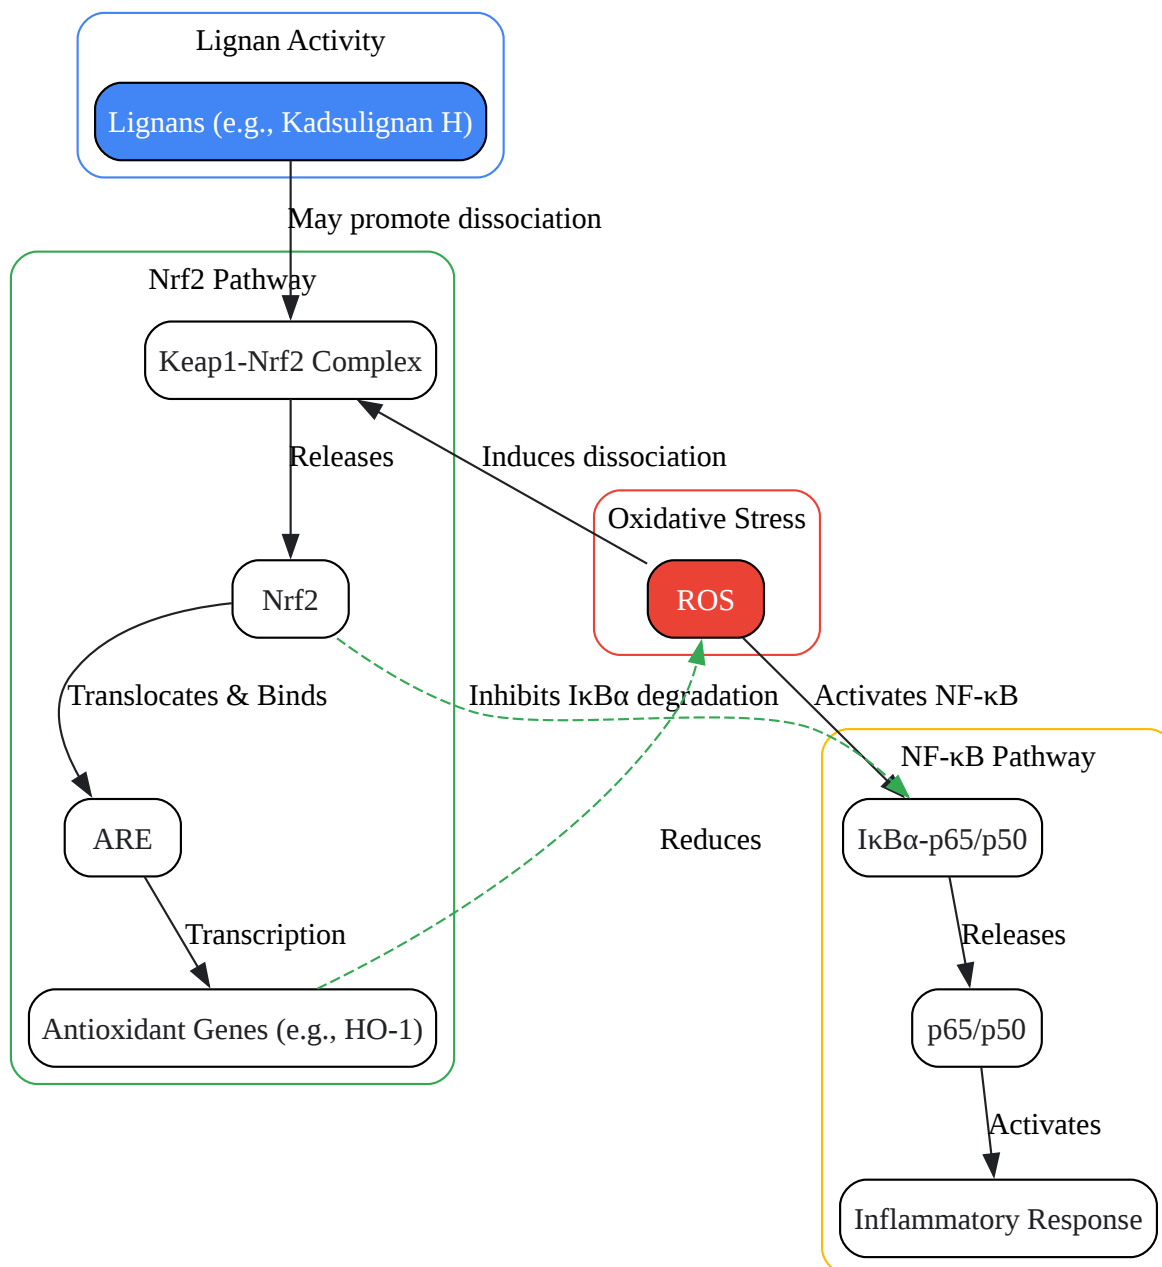 Lignan Activity
Lignans (e.g., Kadsulignan H)
May promote dissociation
Nrf2 Pathway
Keap1-Nrf2 Complex
Releases
Induces dissociation
Oxidative Stress
Nrf2
ROS
Translocates & Binds
Inhibits IκBα degradation
Activates NF-κB
NF-κB Pathway
ARE
Reduces
IκBα-p65/p50
Transcription
Releases
Antioxidant Genes (e.g., HO-1)
p65/p50
Activates
Inflammatory Response